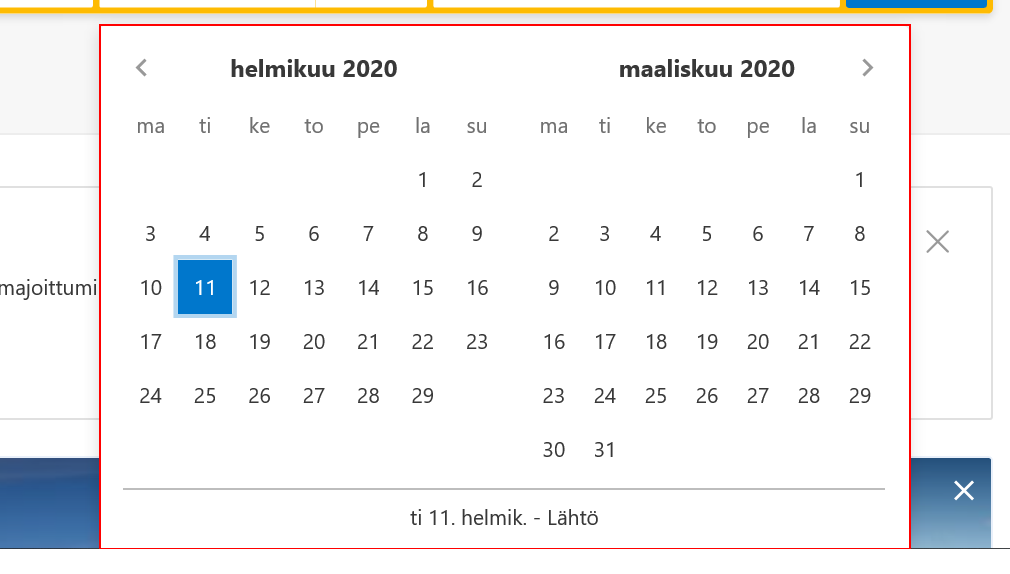 helmikuu 2020
ma ti ke to pe la su
1 2
3 4 5 6 7 8 9
10 11 12 13 14 15 16
17 18 19 20 21 22 23
24 25 26 27 28 29
maaliskuu 2020
ma ti ke to pe la su
1
2 3 4 5 6 7 8
9 10 11 12 13 14 15
16 17 18 19 20 21 22
23 24 25 26 27 28 29
30 31
majoittumi
ti 11. helmik. - Lähtö